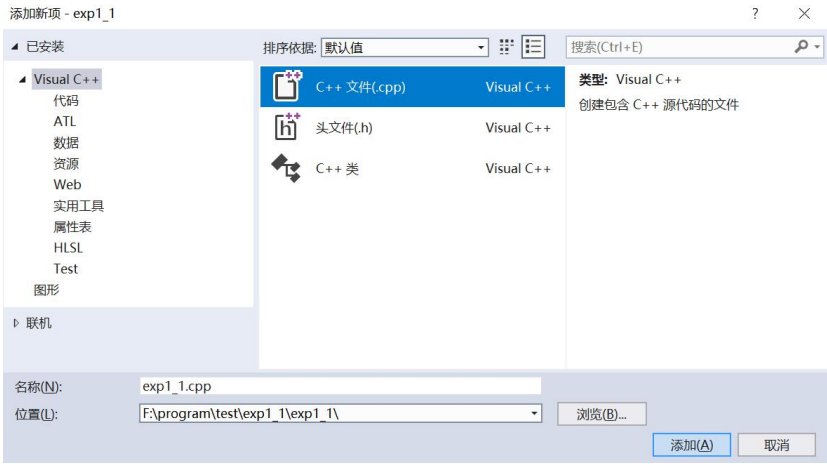 添加新项 - exp1_1
? ×
已安装
排序依据: 默认值
搜索(Ctrl+E)
Visual C++
代码
ATL
数据
资源
Web
实用工具
属性表
HLSL
Test
图形
联机
C++ 文件(.cpp) Visual C++
头文件(.h) Visual C++
C++ 类 Visual C++
类型: Visual C++
创建包含 C++ 源代码的文件
名称(N): exp1_1.cpp
位置(L): F:\program\test\exp1_1\exp1_1\
浏览(B)...
添加(A) 取消